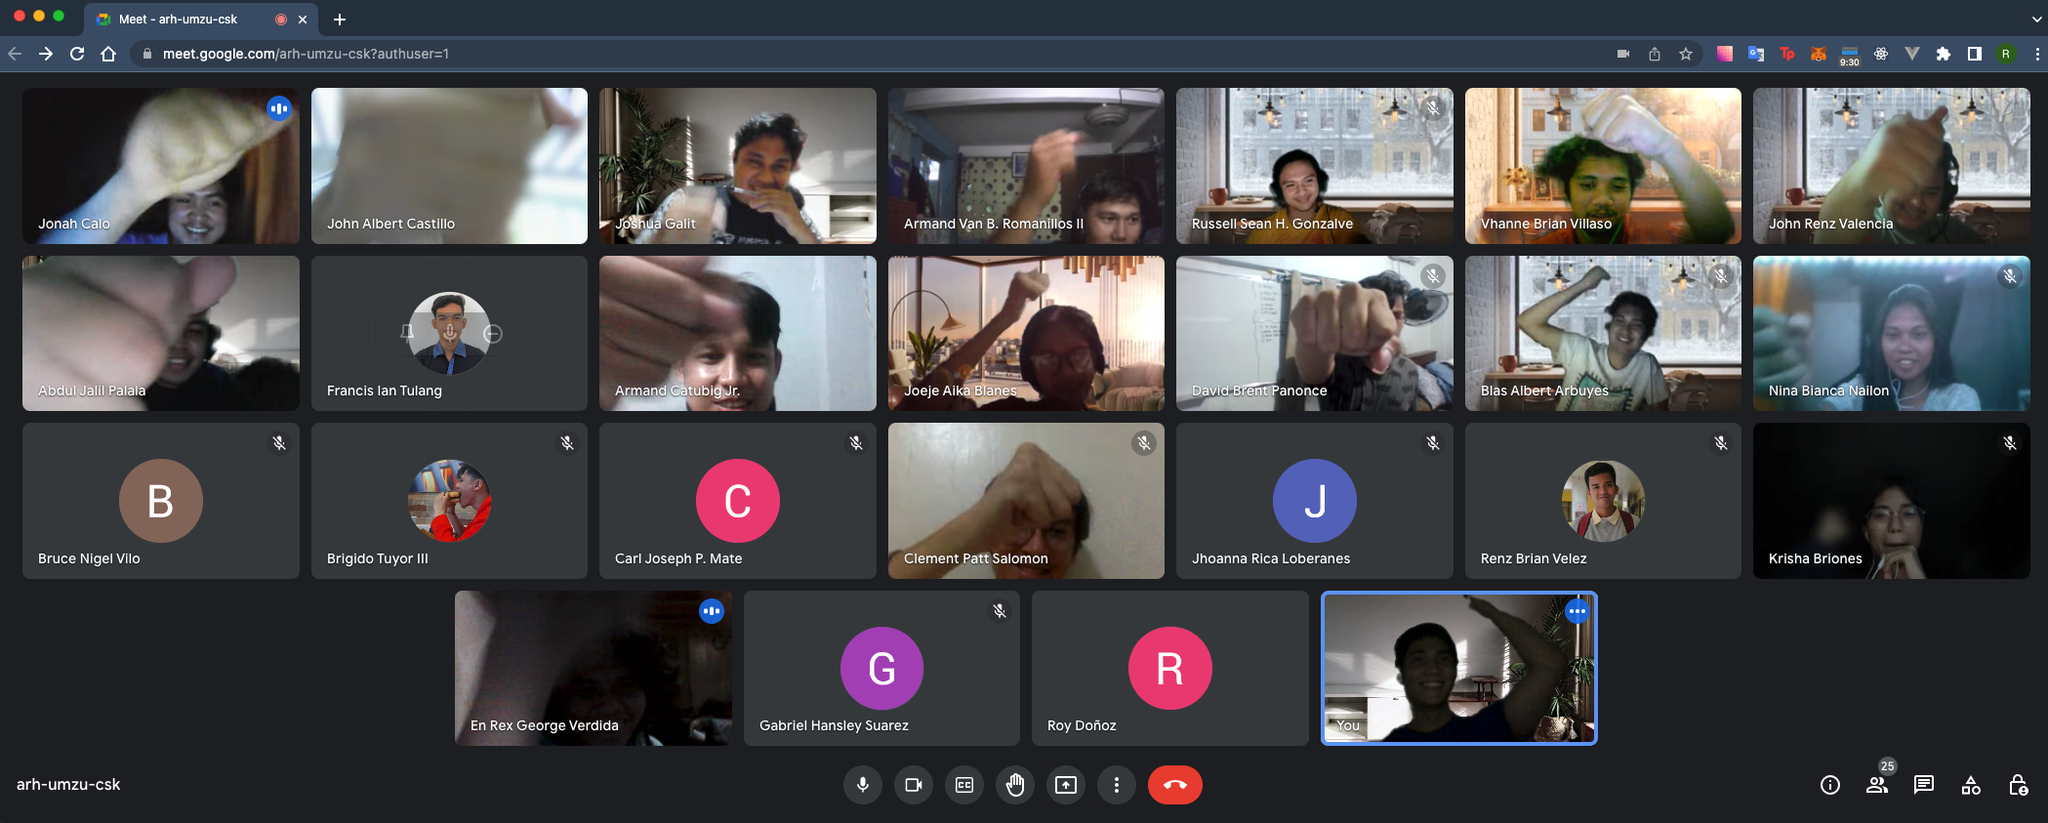 Meet - arh-umzu-csk
meet.google.com/arh-umzu-csk?authuser=1
Tp
9:30
R
Jonah Calo
John Albert Castillo
Joshua Galit
Armand Van B. Romanillos II
Russell Sean H. Gonzalve
Vhanne Brian Villaso
John Renz Valencia
Abdul Jalil Palala
Francis Ian Tulang
Armand Catubig Jr.
Joeje Aika Blanes
David Brent Panonce
Blas Albert Arbuyes
Nina Bianca Nailon
B
C
J
Bruce Nigel Vilo
Brigido Tuyor III
Carl Joseph P. Mate
Clement Patt Salomon
Jhoanna Rica Loberanes
Renz Brian Velez
Krisha Briones
G
R
En Rex George Verdida
Gabriel Hansley Suarez
Roy Doñoz
You
arh-umzu-csk
CC
25